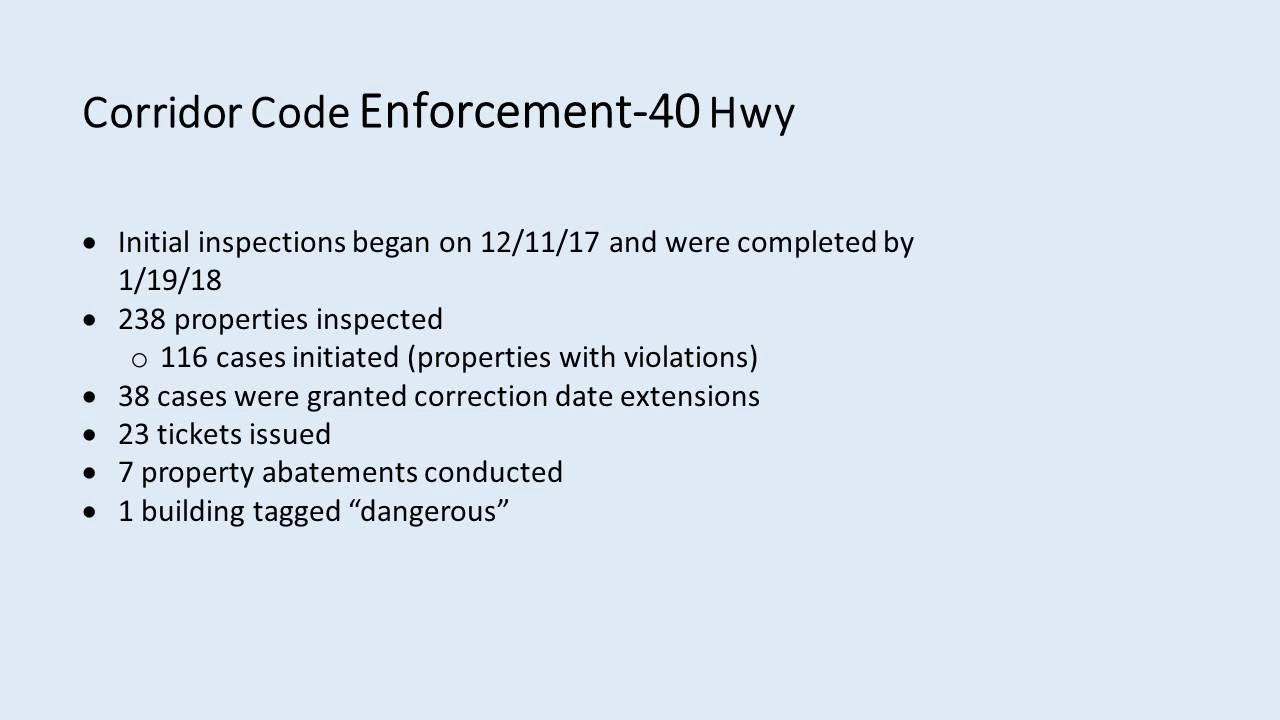 Corridor Code Enforcement-40 Hwy
• Initial inspections began on 12/11/17 and were completed by
1/19/18
• 238 properties inspected
o 116 cases initiated (properties with violations)
• 38 cases were granted correction date extensions
• 23 tickets issued
• 7 property abatements conducted
• 1 building tagged “dangerous”